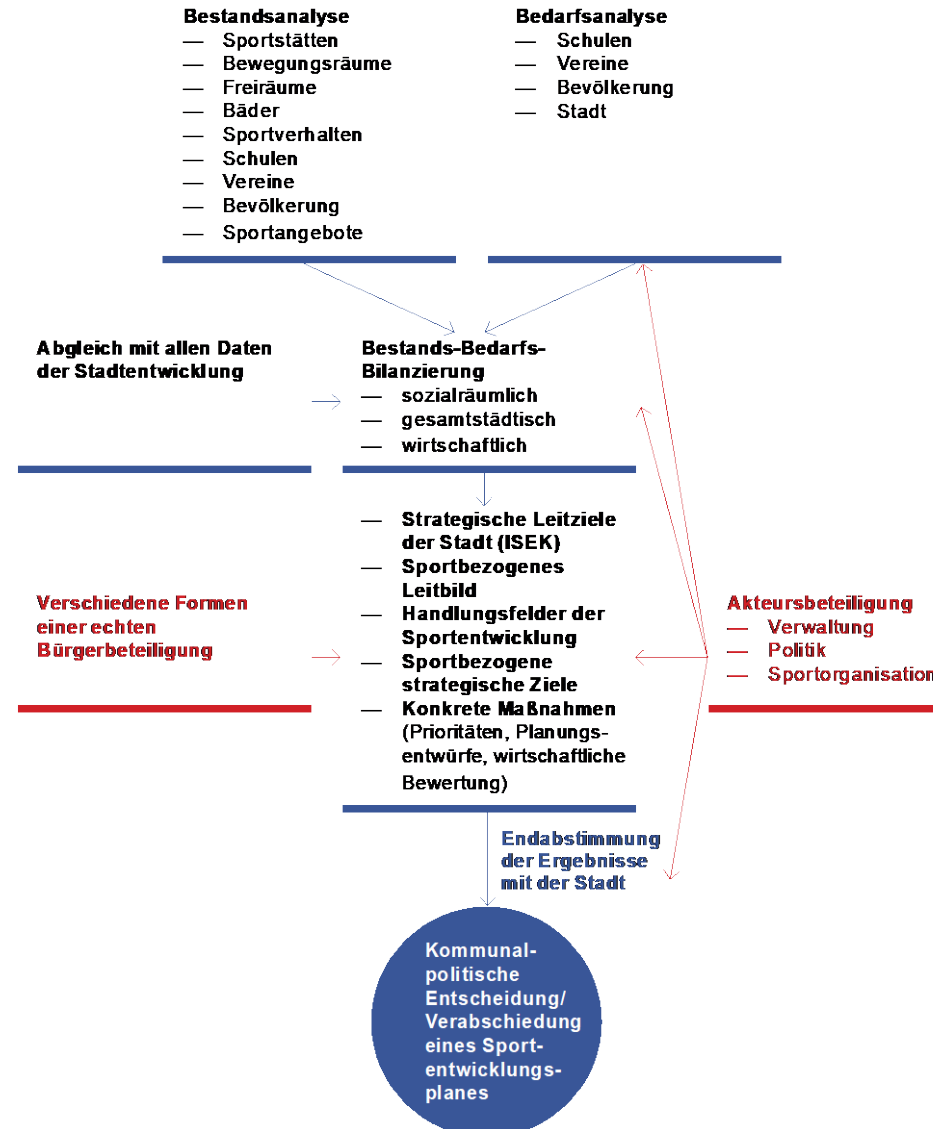 Bestandsanalyse
— Sportstätten
— Bewegungsräume
— Freiräume
— Bäder
— Sportverhalten
— Schulen
— Vereine
— Bevölkerung
— Sportangebote
Bedarfsanalyse
— Schulen
— Vereine
— Bevölkerung
— Stadt
Abgleich mit allen Daten
der Stadtentwicklung
Bestands-Bedarfs-
Bilanzierung
— sozialräumlich
— gesamtstädtisch
— wirtschaftlich
Verschiedene Formen
einer echten
Bürgerbeteiligung
— Strategische Leitziele
der Stadt (ISEK)
— Sportbezogenes
Leitbild
— Handlungsfelder der
Sportentwicklung
— Sportbezogene
strategische Ziele
— Konkrete Maßnahmen
(Prioritäten, Planungs-
entwürfe, wirtschaftliche
Bewertung)
Akteursbeteiligung
— Verwaltung
— Politik
— Sportorganisation
Endabstimmung
der Ergebnisse
mit der Stadt
Kommunal-
politische
Entscheidung/
Verabschiedung
eines Sport-
entwicklungs-
planes